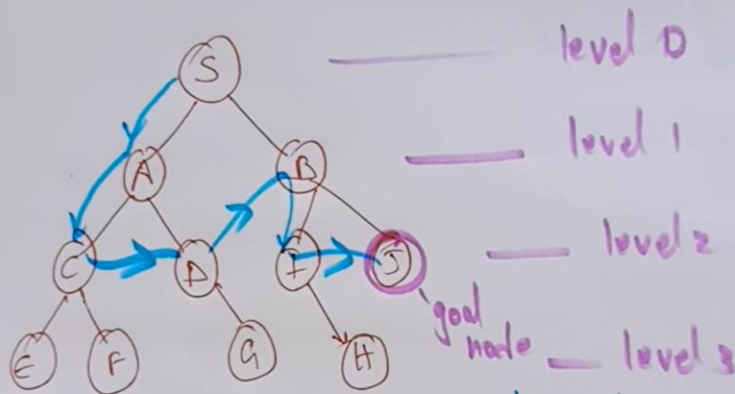 S level 0
A B level 1
C D I J level 2
goal
node
E F G H level 3